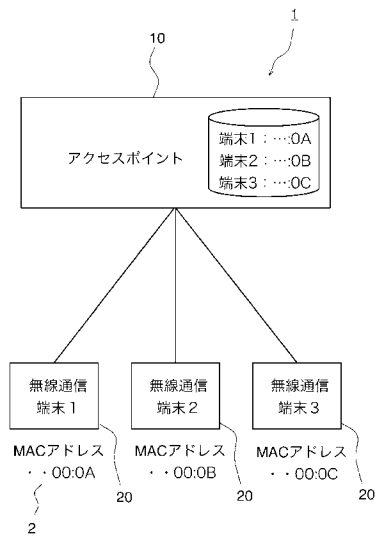 1
10
アクセスポイント
端末1：…:0A
端末2：…:0B
端末3：…:0C
無線通信
端末1
無線通信
端末2
無線通信
端末3
MACアドレス
・・00:0A
MACアドレス
・・00:0B
MACアドレス
・・00:0C
20
20
20
2